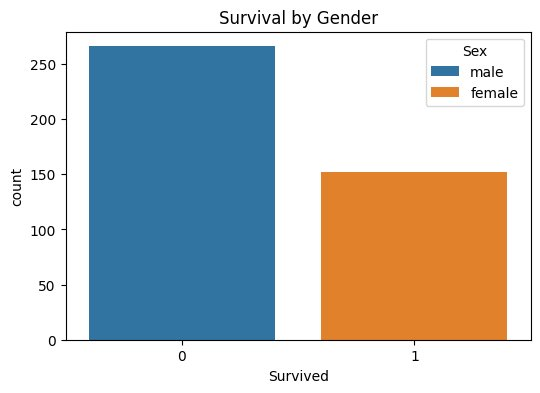 Survival by Gender
Sex
male
female
250
200
150
100
50
0
count
0 1
Survived